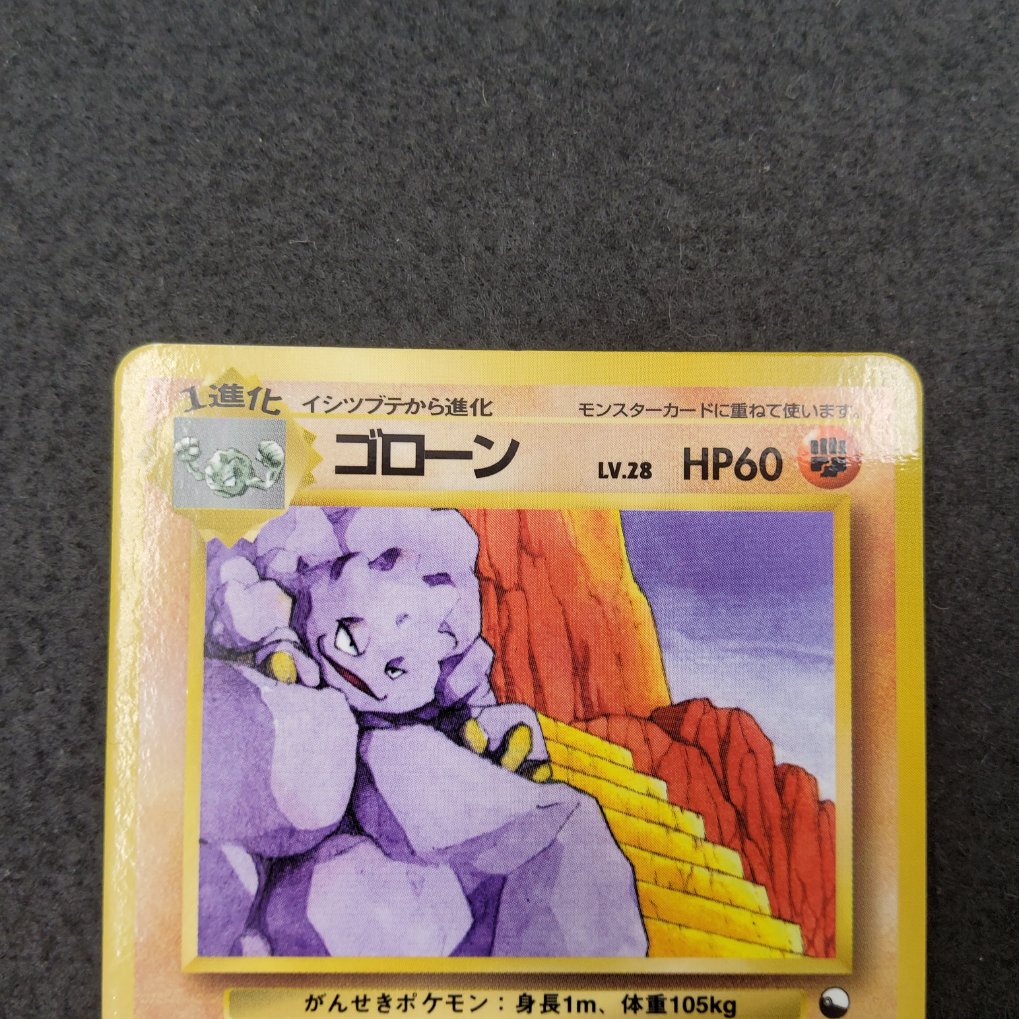 1進化
イシツブテから進化
モンスターカードに重ねて使います。
ゴローン
LV.28
HP60
がんせきポケモン：身長1m、体重105kg